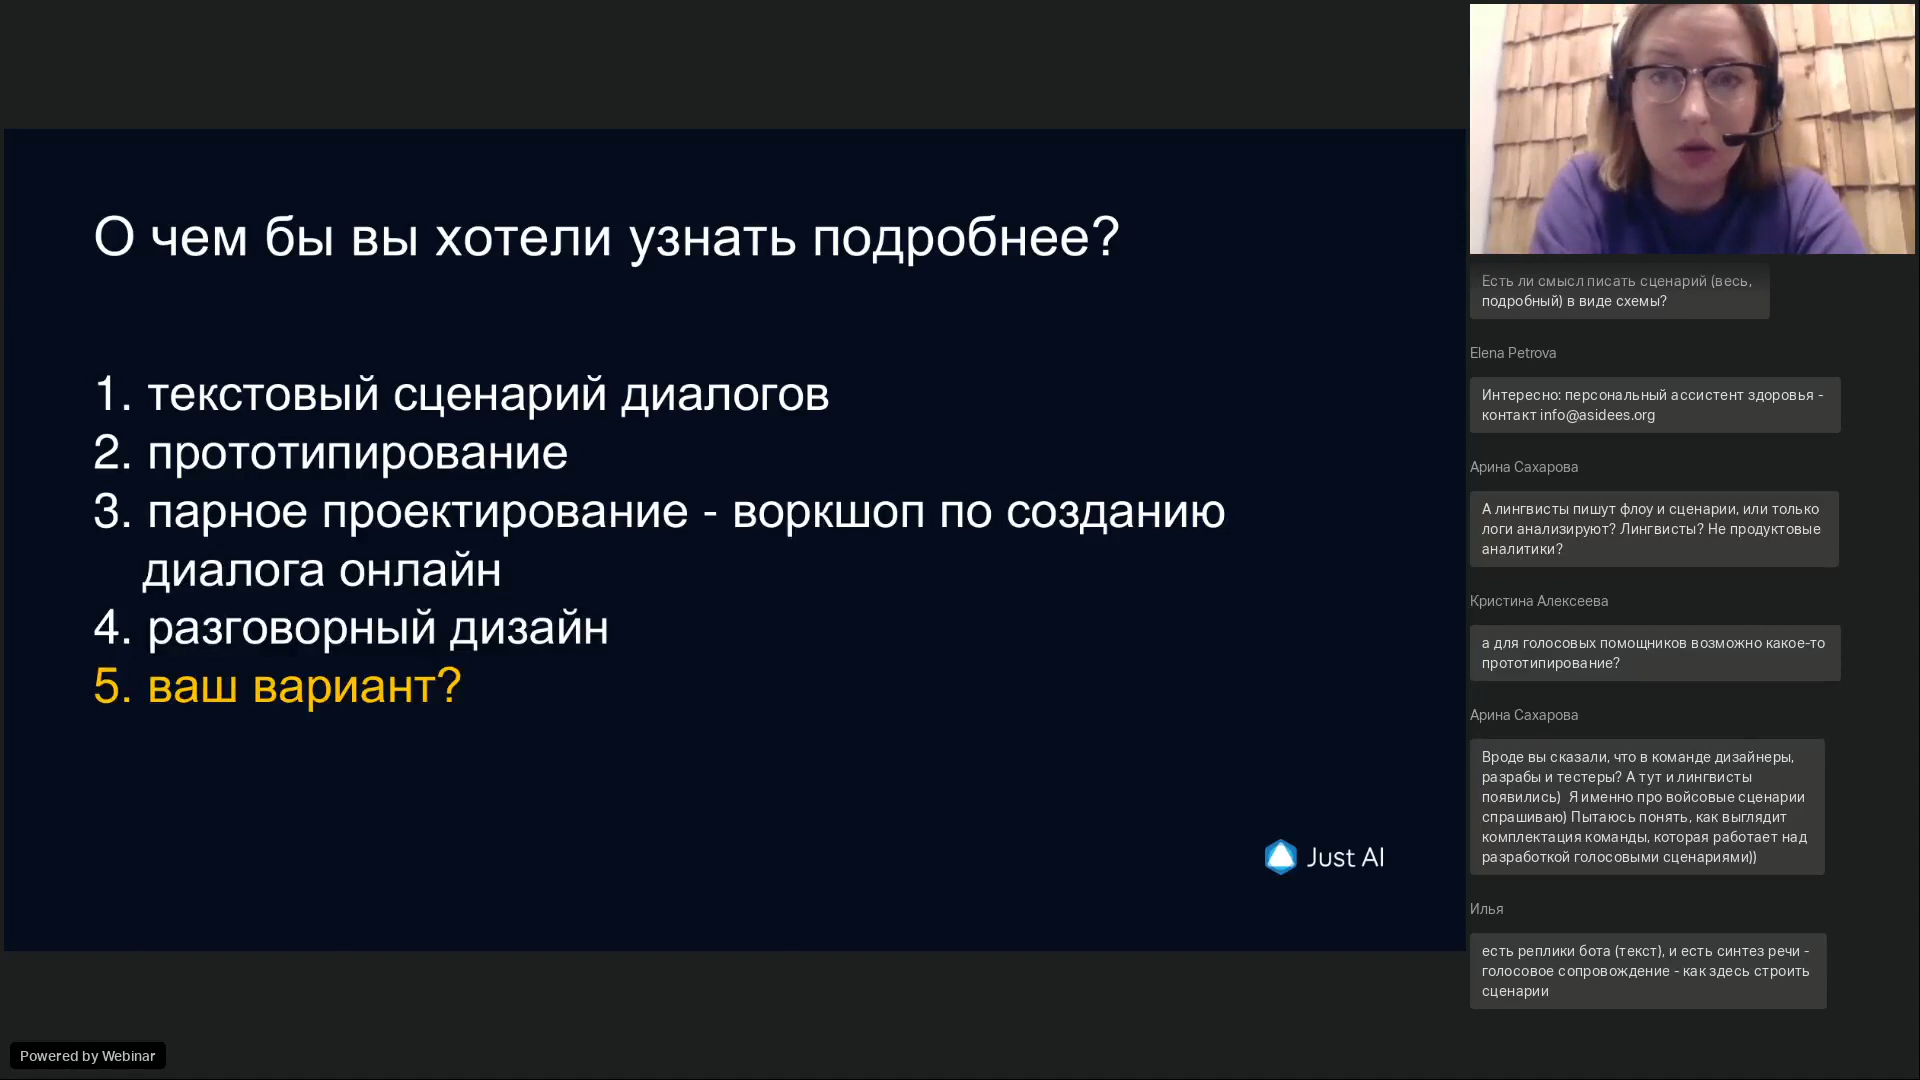 О чем бы вы хотели узнать подробнее?
1. текстовый сценарий диалогов
2. прототипирование
3. парное проектирование - воркшоп по созданию
диалога онлайн
4. разговорный дизайн
5. ваш вариант?
Just AI
Powered by Webinar
Есть ли смысл писать сценарий (весь,
подробный) в виде схемы?
Elena Petrova
Интересно: персональный ассистент здоровья -
контакт info@asidees.org
Арина Сахарова
А лингвисты пишут флоу и сценарии, или только
логи анализируют? Лингвисты? Не продуктовые
аналитики?
Кристина Алексеева
а для голосовых помощников возможно какое-то
прототипирование?
Арина Сахарова
Вроде вы сказали, что в команде дизайнеры,
разрабы и тестеры? А тут и лингвисты
появились) Я именно про войсовые сценарии
спрашиваю) Пытаюсь понять, как выглядит
комплектация команды, которая работает над
разработкой голосовыми сценариями))
Илья
есть реплики бота (текст), и есть синтез речи -
голосовое сопровождение - как здесь строить
сценарии